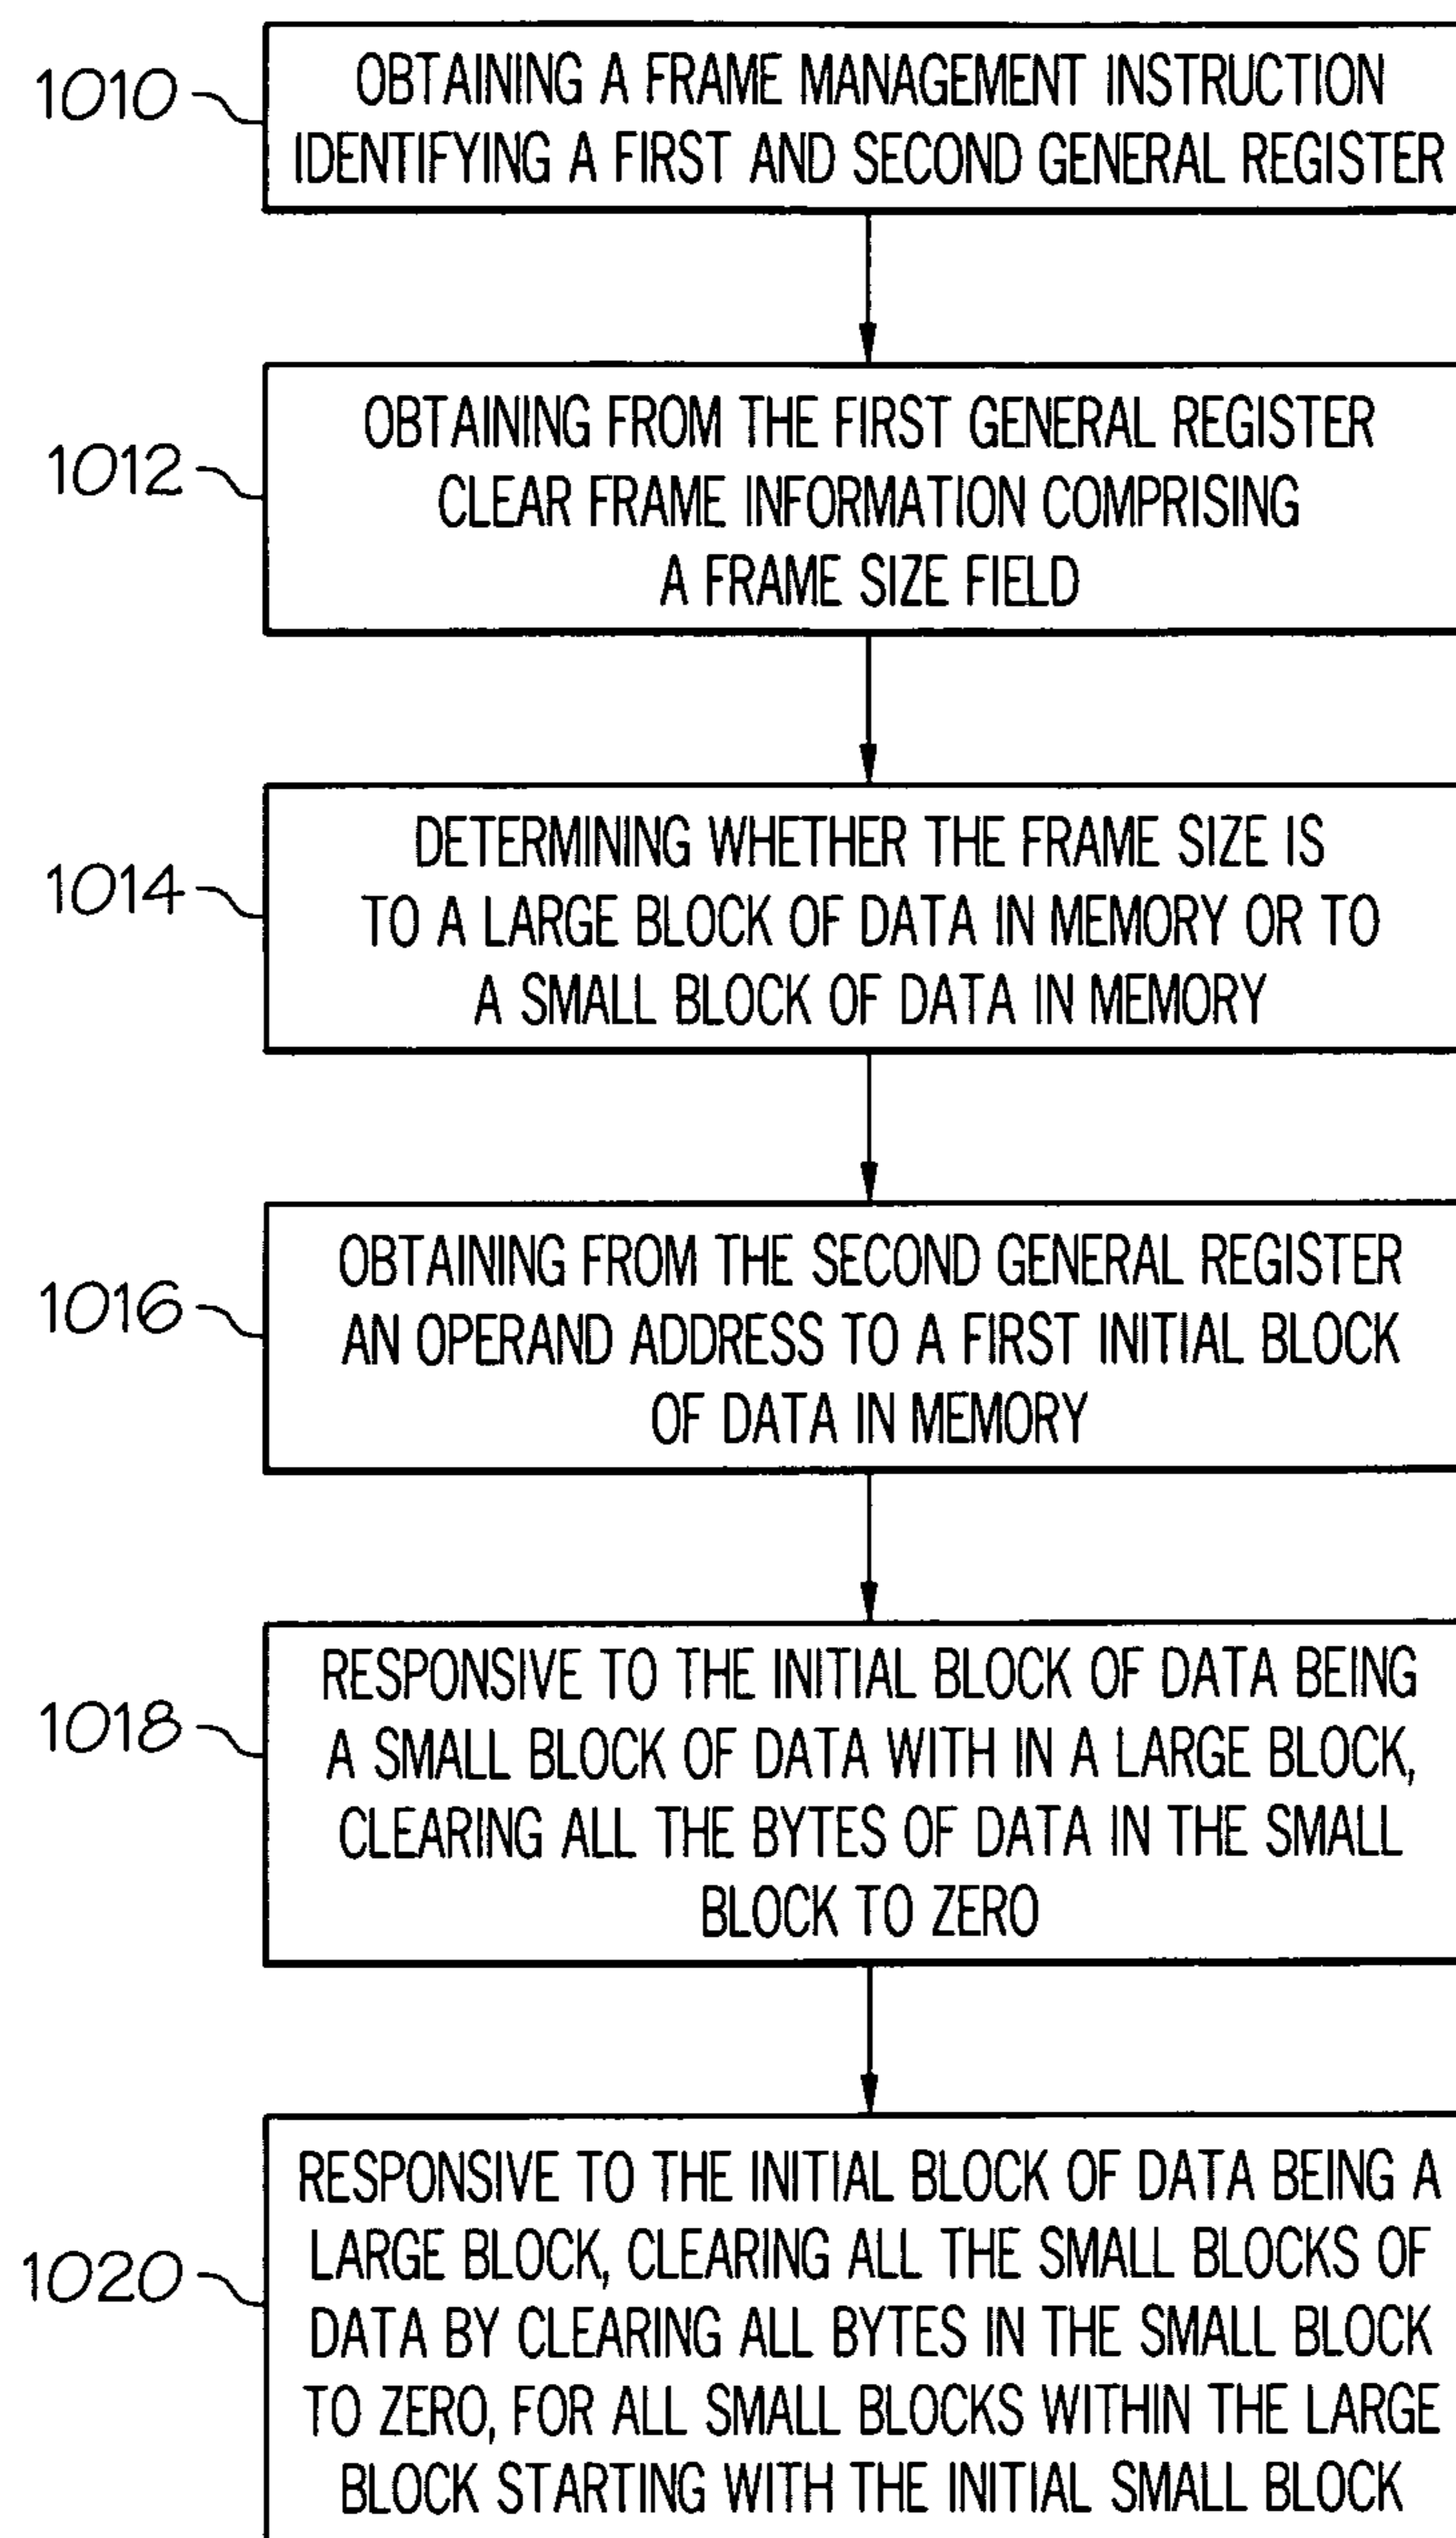 1010
OBTAINING A FRAME MANAGEMENT INSTRUCTION
IDENTIFYING A FIRST AND SECOND GENERAL REGISTER
1012
OBTAINING FROM THE FIRST GENERAL REGISTER
CLEAR FRAME INFORMATION COMPRISING
A FRAME SIZE FIELD
1014
DETERMINING WHETHER THE FRAME SIZE IS
TO A LARGE BLOCK OF DATA IN MEMORY OR TO
A SMALL BLOCK OF DATA IN MEMORY
1016
OBTAINING FROM THE SECOND GENERAL REGISTER
AN OPERAND ADDRESS TO A FIRST INITIAL BLOCK
OF DATA IN MEMORY
1018
RESPONSIVE TO THE INITIAL BLOCK OF DATA BEING
A SMALL BLOCK OF DATA WITH IN A LARGE BLOCK,
CLEARING ALL THE BYTES OF DATA IN THE SMALL
BLOCK TO ZERO
1020
RESPONSIVE TO THE INITIAL BLOCK OF DATA BEING A
LARGE BLOCK, CLEARING ALL THE SMALL BLOCKS OF
DATA BY CLEARING ALL BYTES IN THE SMALL BLOCK
TO ZERO, FOR ALL SMALL BLOCKS WITHIN THE LARGE
BLOCK STARTING WITH THE INITIAL SMALL BLOCK